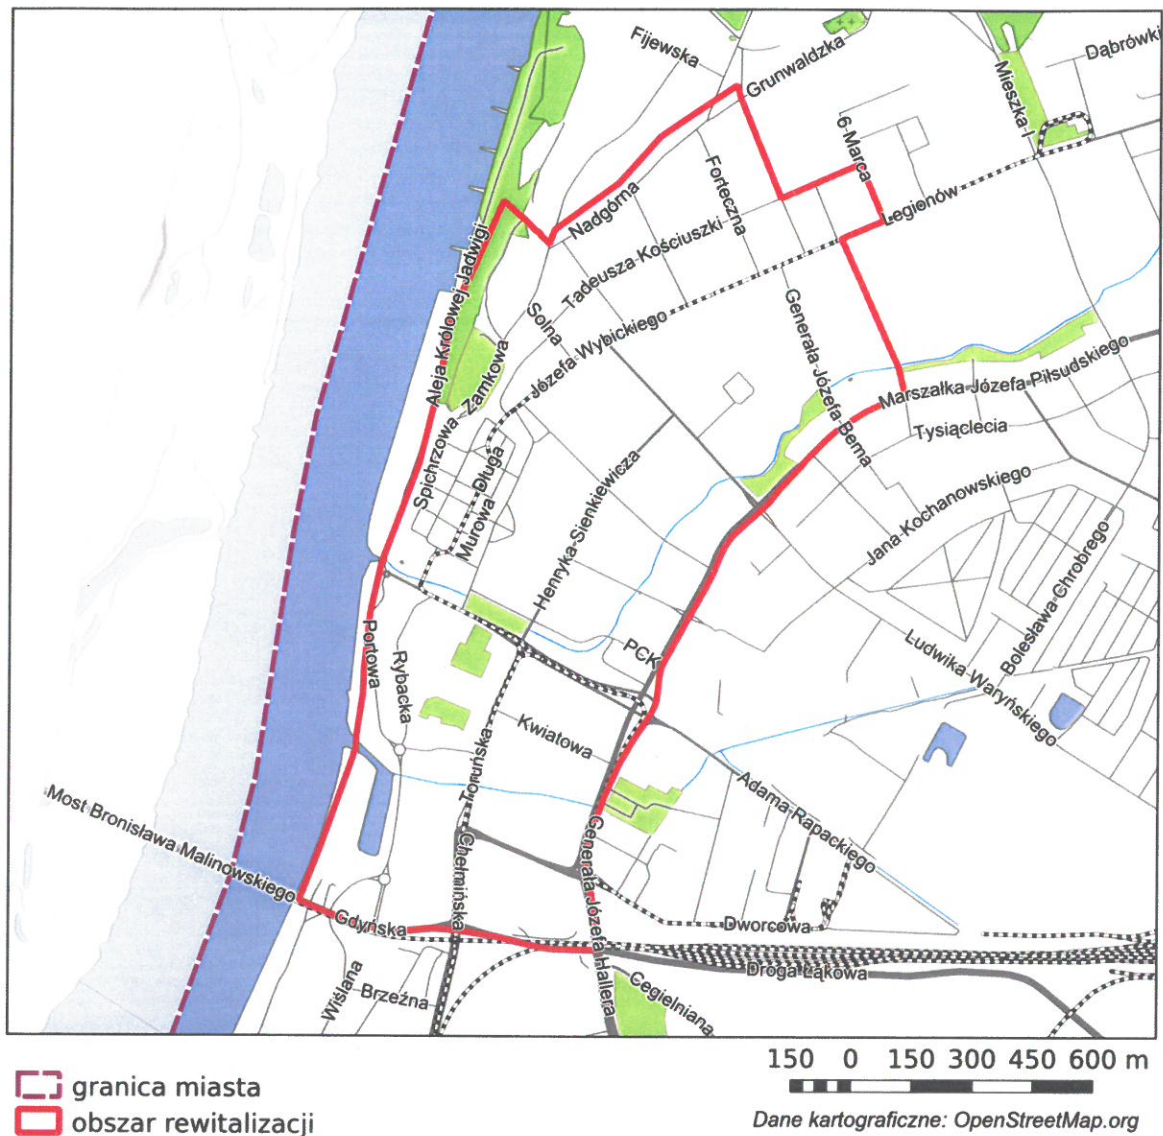 Fijewska
Grunwaldzka
Dąbrówki
Mieszka I
6 Marca
Forteczna
Legionów
Nadgórna
Tadeusza Kościuszki
Aleja Królowej Jadwigi
Solna
Józefa Wybickiego
Generała Józefa Bema
Zamkowa
Marszałka Józefa Piłsudskiego
Tysiąclecia
Spichrzowa
Długa
Murowa
Henryka Sienkiewicza
Jana Kochanowskiego
Bolesława Chrobrego
Ludwika Waryńskiego
PCK
Portowa
Rybacka
Kwiatowa
Toruńska
Adama Rapackiego
Most Bronisława Malinowskiego
Chełmińska
Generała Józefa Hallera
Gdyńska
Dworcowa
Droga Łąkowa
Wiślana
Brzeźna
Cegielniana
granica miasta
obszar rewitalizacji
150 0 150 300 450 600 m
Dane kartograficzne: OpenStreetMap.org